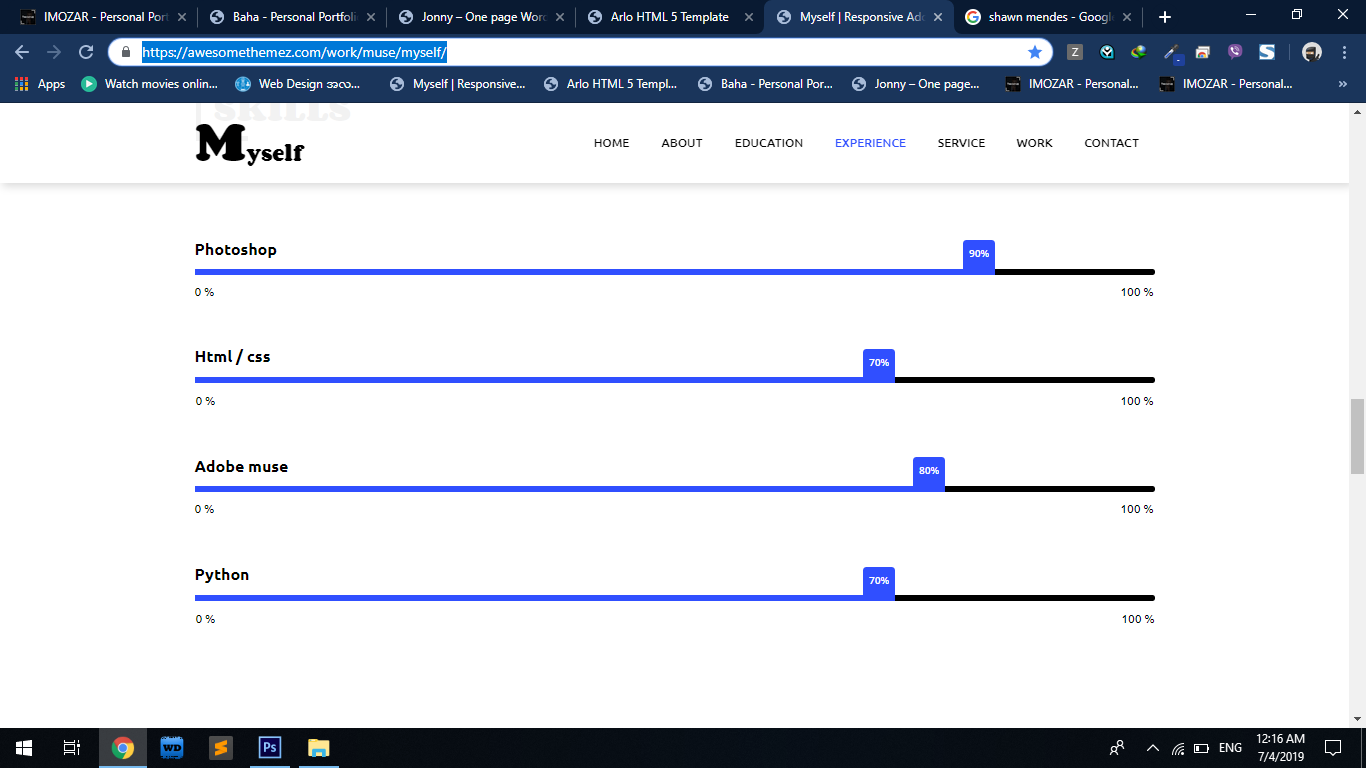 IMOZAR - Personal Port
Baha - Personal Portfoli
Jonny – One page Word
Arlo HTML 5 Template
Myself | Responsive Ado
shawn mendes - Googl
https://awesomethemez.com/work/muse/myself/
Apps
Watch movies onlin...
Myself | Responsive...
Arlo HTML 5 Templ...
Baha - Personal Por...
Jonny – One page...
IMOZAR - Personal...
IMOZAR - Personal...
SKILLS
Myself
HOME
ABOUT
EDUCATION
EXPERIENCE
SERVICE
WORK
CONTACT
Photoshop
90%
0 %
100 %
Html / css
70%
0 %
100 %
Adobe muse
80%
0 %
100 %
Python
70%
0 %
100 %
WD
Ps
ENG
12:16 AM
7/4/2019